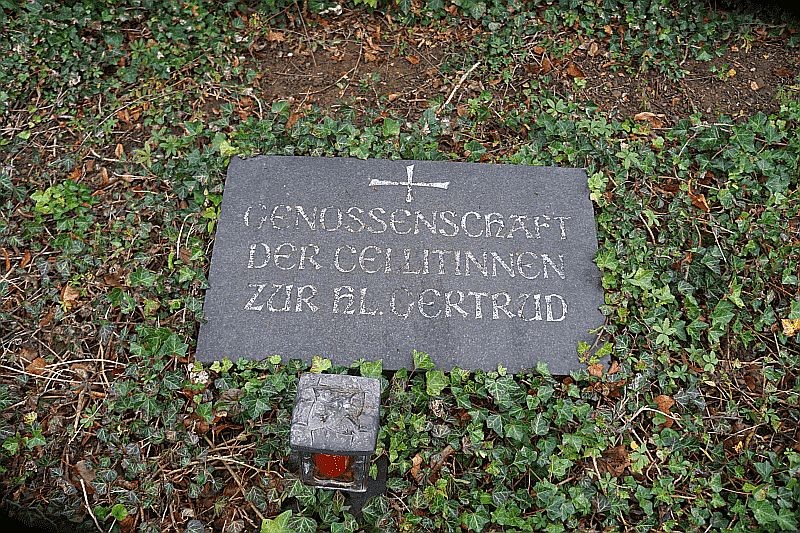 GENOSSENSCHAFT
DER CELLITINNEN
ZUR HL. GERTRUD